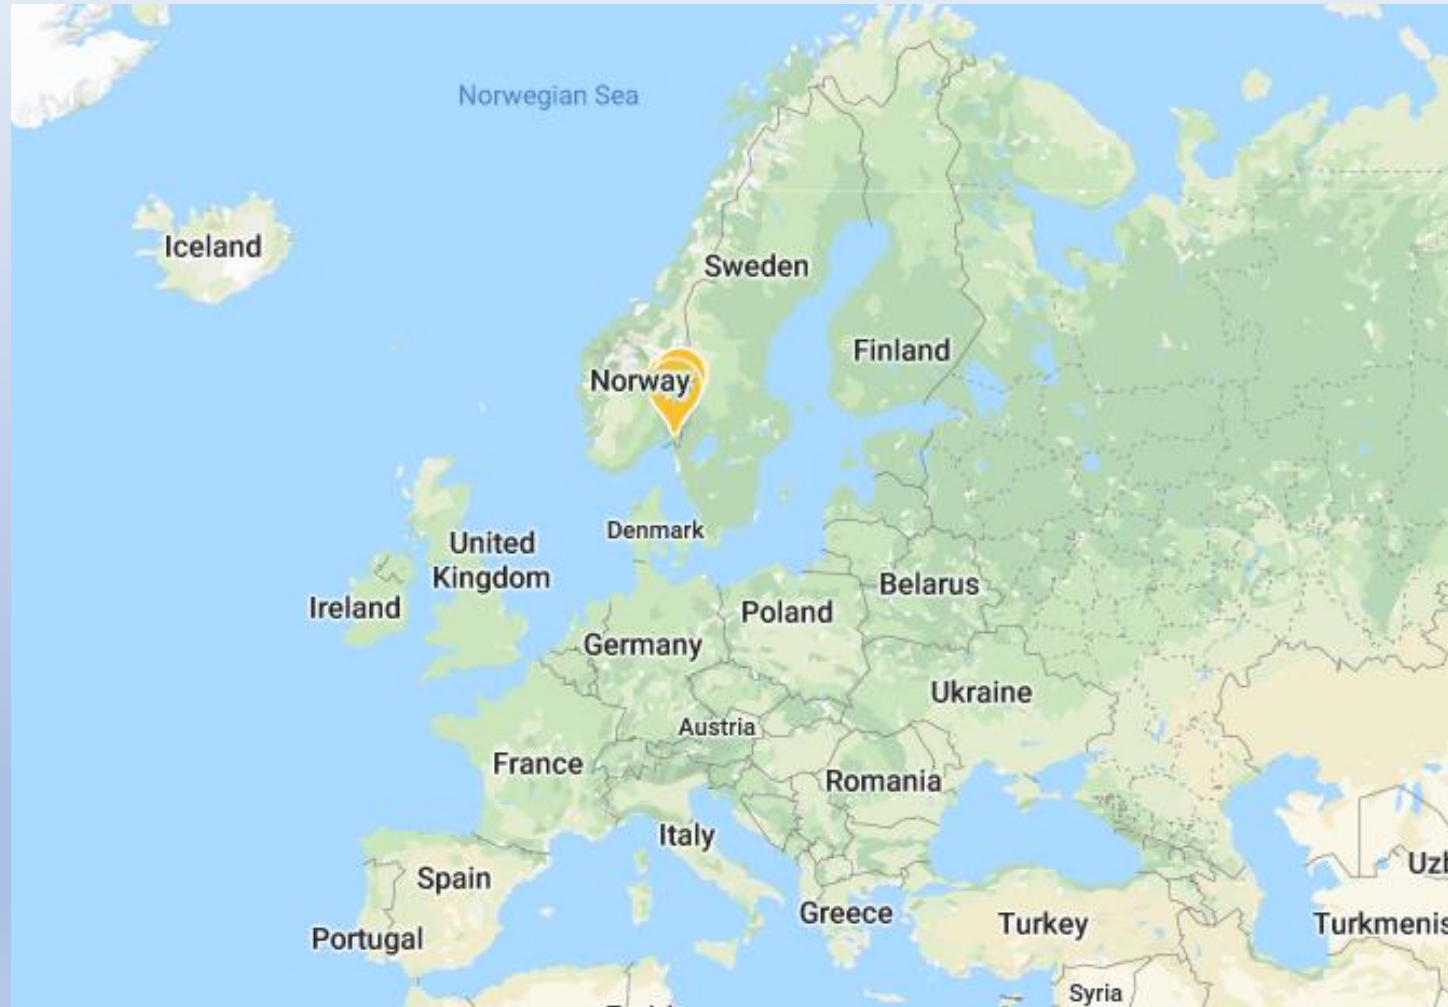 Norwegian Sea
Iceland
Sweden
Finland
Norway
Denmark
United
Kingdom
Belarus
Ireland
Poland
Germany
Ukraine
Austria
France
Romania
Italy
Spain
Greece
Turkey
Portugal
Syria